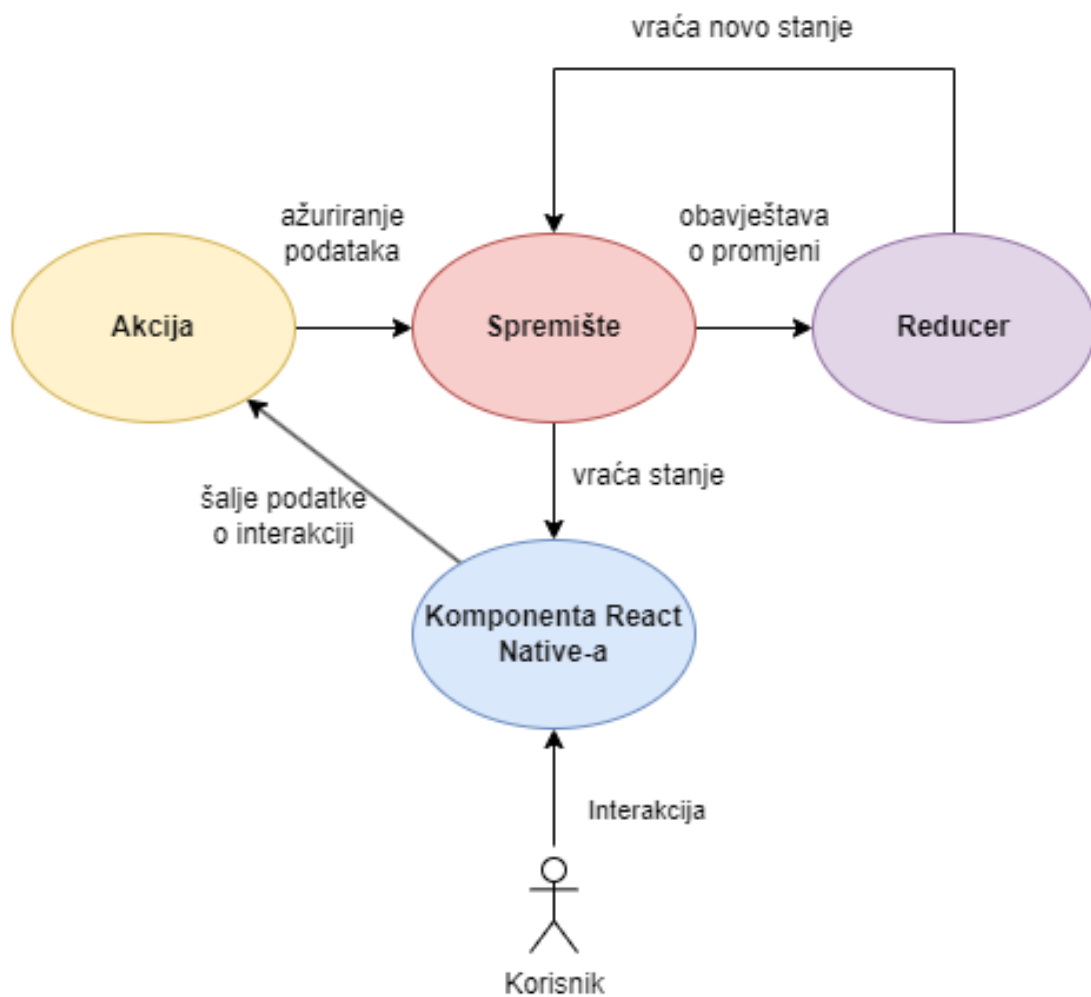 vraća novo stanje
ažuriranje
podataka
obavještava
o promjeni
Akcija
Spremište
Reducer
vraća stanje
šalje podatke
o interakciji
Komponenta React
Native-a
Interakcija
Korisnik